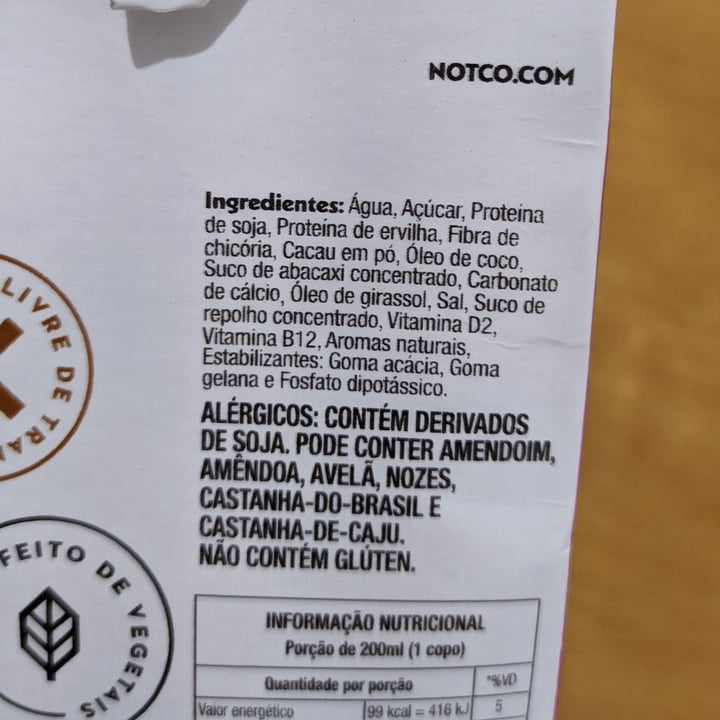 NOTCO.COM
Ingredientes: Água, Açúcar, Proteína
de soja, Proteína de ervilha, Fibra de
chicória, Cacau em pó, Óleo de coco,
Suco de abacaxi concentrado, Carbonato
de cálcio, Óleo de girassol, Sal, Suco de
repolho concentrado, Vitamina D2,
Vitamina B12, Aromas naturais,
Estabilizantes: Goma acácia, Goma
gelana e Fosfato dipotássico.
ALÉRGICOS: CONTÉM DERIVADOS
DE SOJA. PODE CONTER AMENDOIM,
AMÊNDOA, AVELÃ, NOZES,
CASTANHA-DO-BRASIL E
CASTANHA-DE-CAJU.
NÃO CONTÉM GLÚTEN.
LIVRE DE TRAN
FEITO DE VEGETAIS
INFORMAÇÃO NUTRICIONAL
Porção de 200ml (1 copo)
Quantidade por porção *%VD
Valor energético 99 kcal = 416 kJ 5